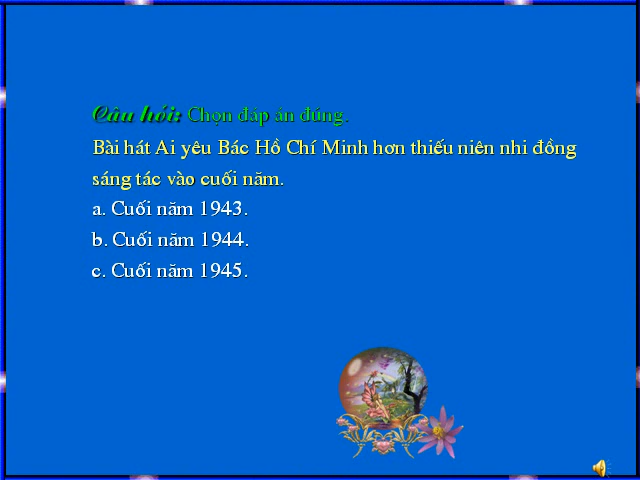 Câu hỏi: Chọn đáp án đúng.
Bài hát Ai yêu Bác Hồ Chí Minh hơn thiếu niên nhi đồng
sáng tác vào cuối năm.
a. Cuối năm 1943.
b. Cuối năm 1944.
c. Cuối năm 1945.